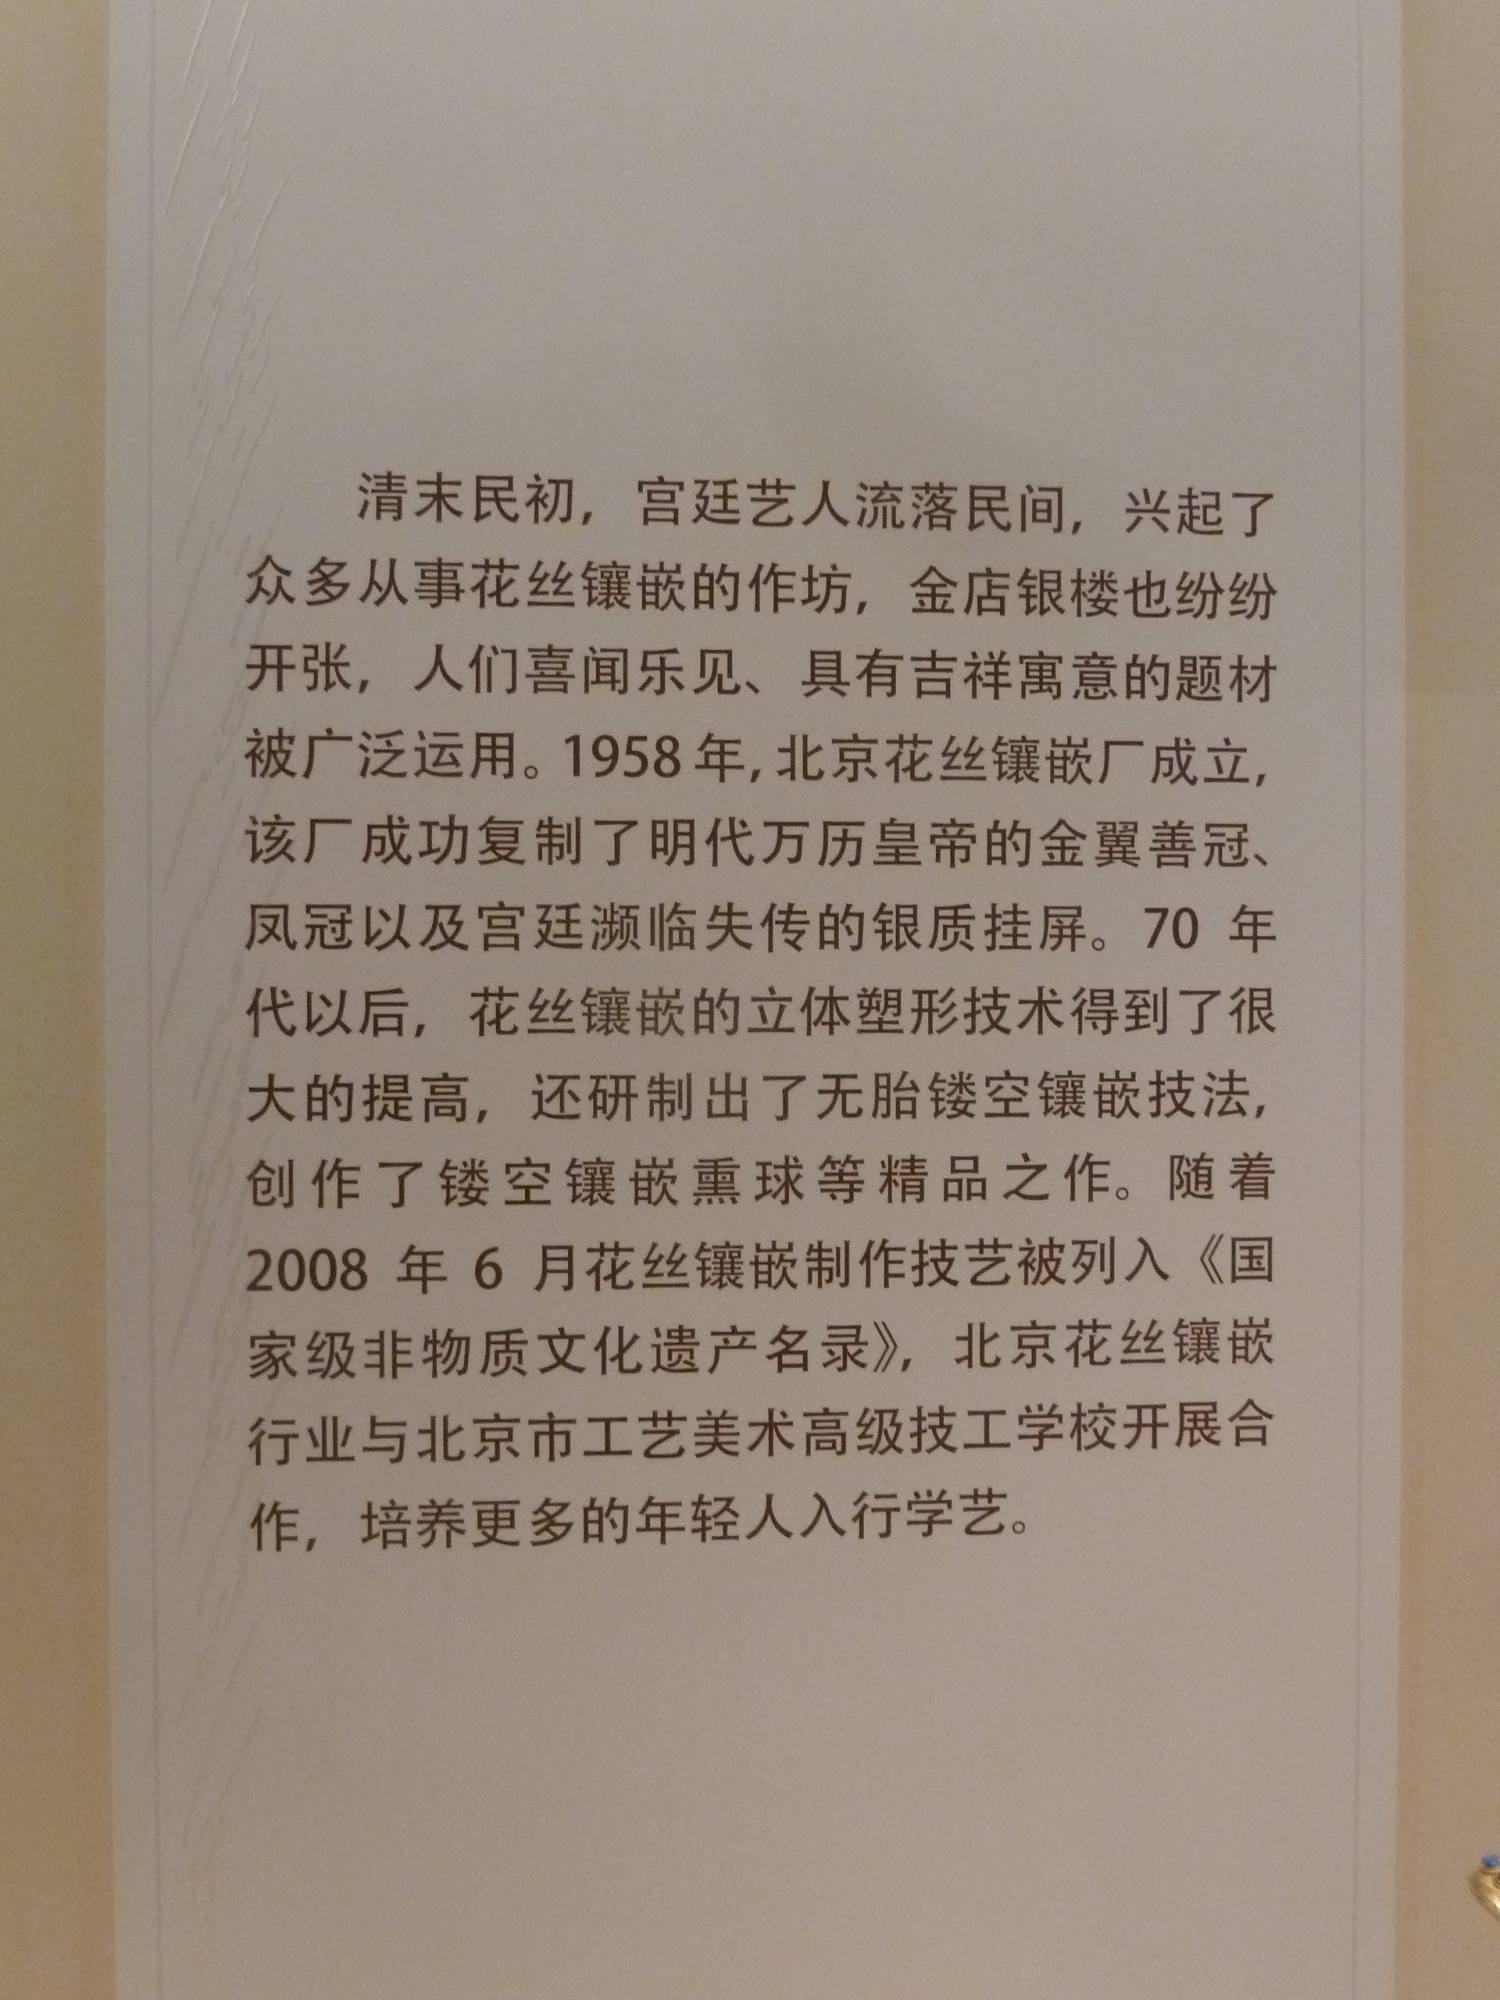 清末民初，宫廷艺人流落民间，兴起了
众多从事花丝镶嵌的作坊，金店银楼也纷纷
开张，人们喜闻乐见、具有吉祥寓意的题材
被广泛运用。1958年，北京花丝镶嵌厂成立，
该厂成功复制了明代万历皇帝的金翼善冠、
凤冠以及宫廷濒临失传的银质挂屏。70 年
代以后，花丝镶嵌的立体塑形技术得到了很
大的提高，还研制出了无胎镂空镶嵌技法，
创作了镂空镶嵌熏球等精品之作。随着
2008 年 6 月花丝镶嵌制作技艺被列入《国
家级非物质文化遗产名录》，北京花丝镶嵌
行业与北京市工艺美术高级技工学校开展合
作，培养更多的年轻人入行学艺。